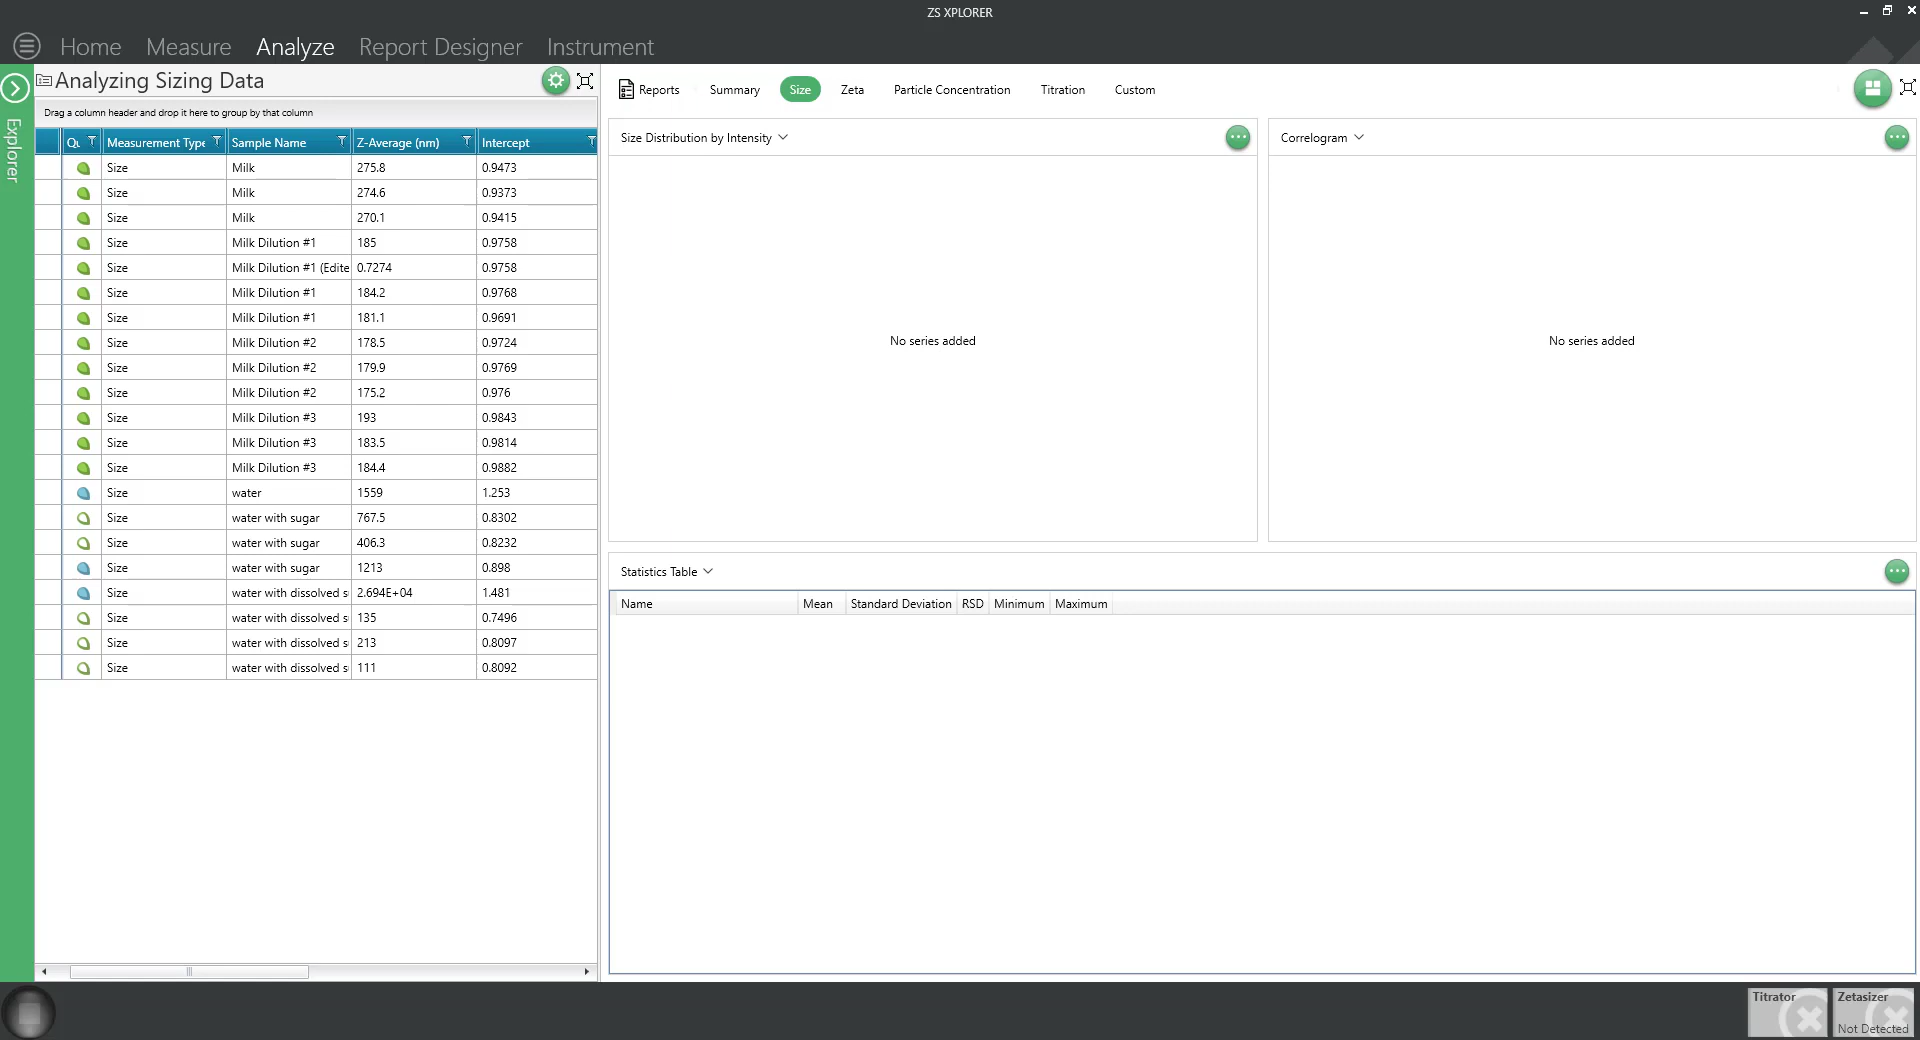 ZS XPLORER
Home Measure Analyze Report Designer Instrument
Explorer
Analyzing Sizing Data
Drag a column header and drop it here to group by that column
Qu Measurement Type Sample Name Z-Average (nm) Intercept
Size Milk 275.8 0.9473
Size Milk 274.6 0.9373
Size Milk 270.1 0.9415
Size Milk Dilution #1 185 0.9758
Size Milk Dilution #1 (Edite 0.7274 0.9758
Size Milk Dilution #1 184.2 0.9768
Size Milk Dilution #1 181.1 0.9691
Size Milk Dilution #2 178.5 0.9724
Size Milk Dilution #2 179.9 0.9769
Size Milk Dilution #2 175.2 0.976
Size Milk Dilution #3 193 0.9843
Size Milk Dilution #3 183.5 0.9814
Size Milk Dilution #3 184.4 0.9882
Size water 1559 1.253
Size water with sugar 767.5 0.8302
Size water with sugar 406.3 0.8232
Size water with sugar 1213 0.898
Size water with dissolved s 2.694E+04 1.481
Size water with dissolved s 135 0.7496
Size water with dissolved s 213 0.8097
Size water with dissolved s 111 0.8092
Reports Summary Size Zeta Particle Concentration Titration Custom
Size Distribution by Intensity
No series added
Correlogram
No series added
Statistics Table
Name Mean Standard Deviation RSD Minimum Maximum
Titrator
Zetasizer
Not Detected